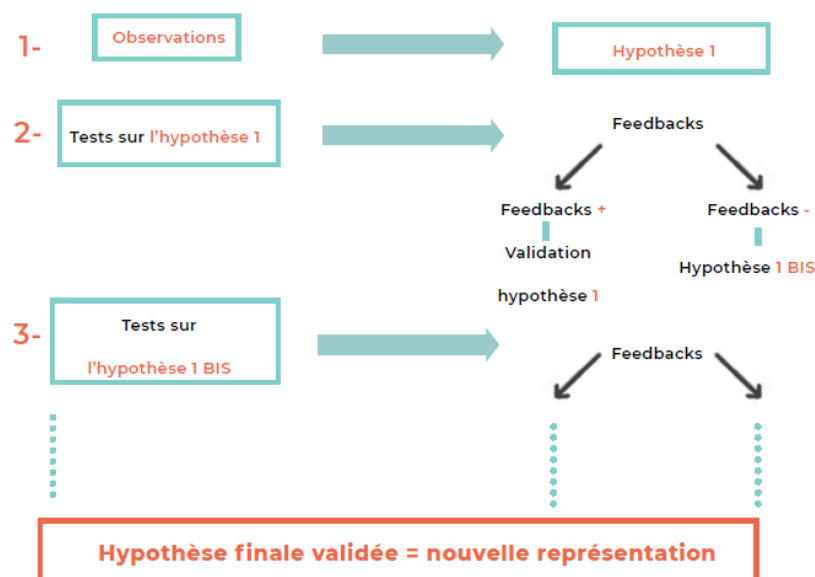 1-
Observations
Hypothèse 1
2-
Tests sur l'hypothèse 1
Feedbacks
Feedbacks +
Feedbacks -
Validation
hypothèse 1
Hypothèse 1 BIS
3-
Tests sur
l'hypothèse 1 BIS
Feedbacks
Hypothèse finale validée = nouvelle représentation